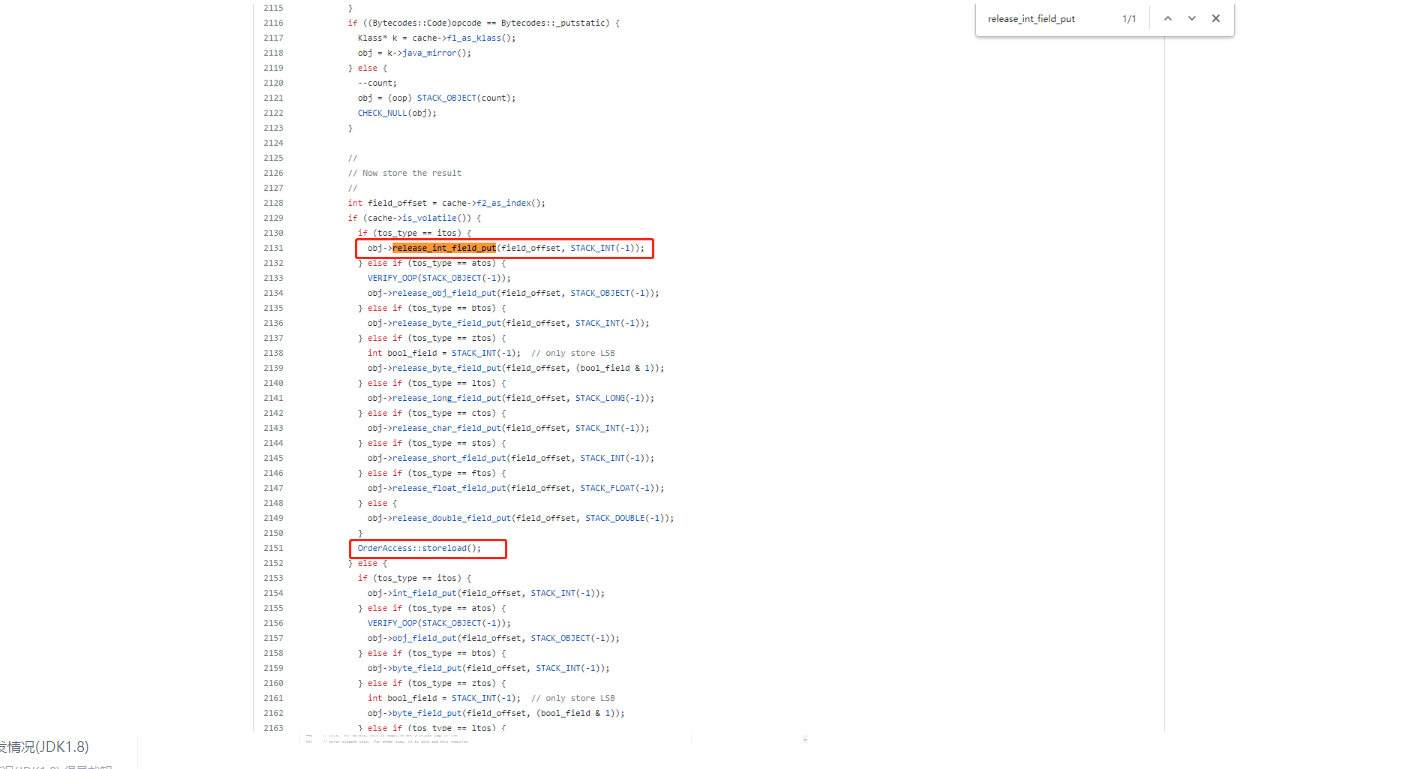 release_int_field_put 1/1
2115 }
2116 if ((Bytecodes::Code)opcode == Bytecodes::_putstatic) {
2117 Klass* k = cache->f1_as_klass();
2118 obj = k->java_mirror();
2119 } else {
2120 --count;
2121 obj = (oop) STACK_OBJECT(count);
2122 CHECK_NULL(obj);
2123 }
2124
2125 //
2126 // Now store the result
2127 //
2128 int field_offset = cache->f2_as_index();
2129 if (cache->is_volatile()) {
2130 if (tos_type == itos) {
2131 obj->release_int_field_put(field_offset, STACK_INT(-1));
2132 } else if (tos_type == atos) {
2133 VERIFY_OOP(STACK_OBJECT(-1));
2134 obj->release_obj_field_put(field_offset, STACK_OBJECT(-1));
2135 } else if (tos_type == btos) {
2136 obj->release_byte_field_put(field_offset, STACK_INT(-1));
2137 } else if (tos_type == ztos) {
2138 int bool_field = STACK_INT(-1); // only store LSB
2139 obj->release_byte_field_put(field_offset, (bool_field & 1));
2140 } else if (tos_type == ltos) {
2141 obj->release_long_field_put(field_offset, STACK_LONG(-1));
2142 } else if (tos_type == ctos) {
2143 obj->release_char_field_put(field_offset, STACK_INT(-1));
2144 } else if (tos_type == stos) {
2145 obj->release_short_field_put(field_offset, STACK_INT(-1));
2146 } else if (tos_type == ftos) {
2147 obj->release_float_field_put(field_offset, STACK_FLOAT(-1));
2148 } else {
2149 obj->release_double_field_put(field_offset, STACK_DOUBLE(-1));
2150 }
2151 OrderAccess::storeload();
2152 } else {
2153 if (tos_type == itos) {
2154 obj->int_field_put(field_offset, STACK_INT(-1));
2155 } else if (tos_type == atos) {
2156 VERIFY_OOP(STACK_OBJECT(-1));
2157 obj->obj_field_put(field_offset, STACK_OBJECT(-1));
2158 } else if (tos_type == btos) {
2159 obj->byte_field_put(field_offset, STACK_INT(-1));
2160 } else if (tos_type == ztos) {
2161 int bool_field = STACK_INT(-1); // only store LSB
2162 obj->byte_field_put(field_offset, (bool_field & 1));
2163 } else if (tos_type == ltos) {
发情况(JDK1.8)